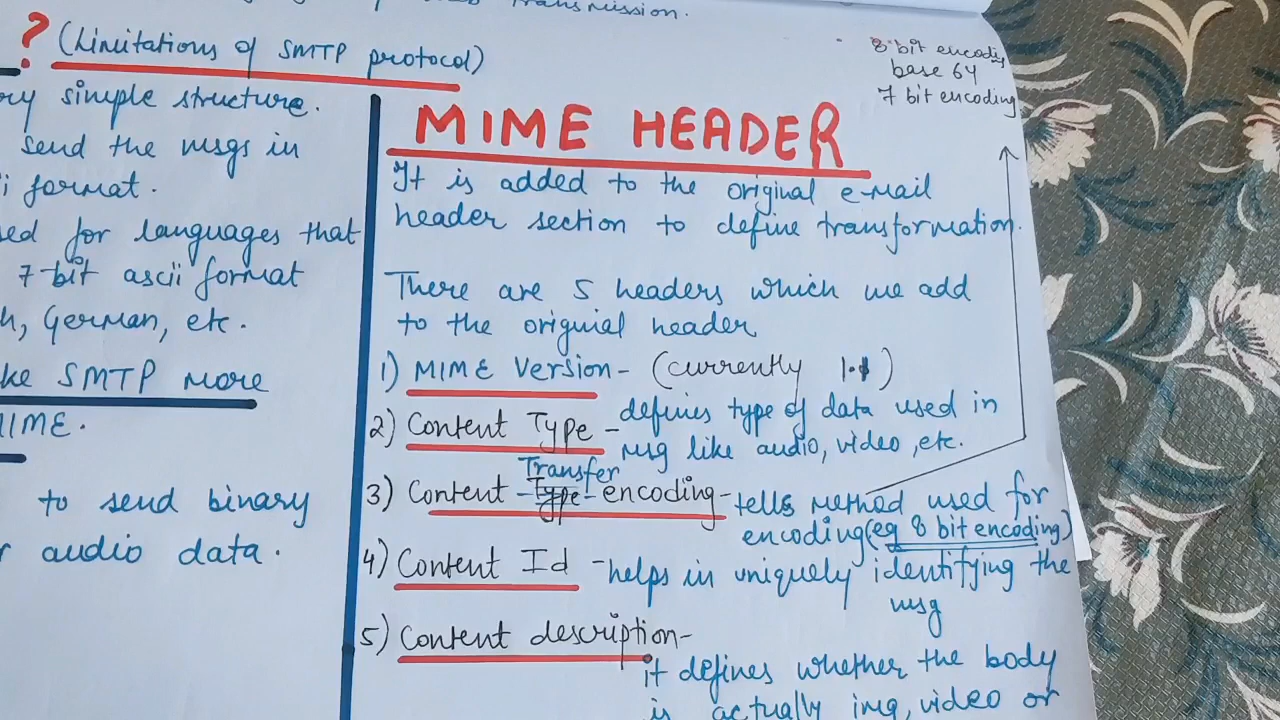 Transmission.
? (Limitations of SMTP protocol)
ry simple structure.
send the msgs in
i format.
sed for languages that
7-bit ascii format
h, German, etc.
ke SMTP more
MIME.
to send binary
r audio data.
8 bit encoding
base 64
7 bit encoding
MIME HEADER
It is added to the original e-mail
header section to define transformation.
There are 5 headers which we add
to the original header
1) MIME Version - (currently 1.1)
2) Content Type - defines type of data used in
msg like audio, video, etc.
Transfer
3) Content -Type- encoding - tells method used for
encoding (eg 8 bit encoding)
4) Content Id - helps in uniquely identifying the
msg
5) Content description -
it defines whether the body
is actually img, video or